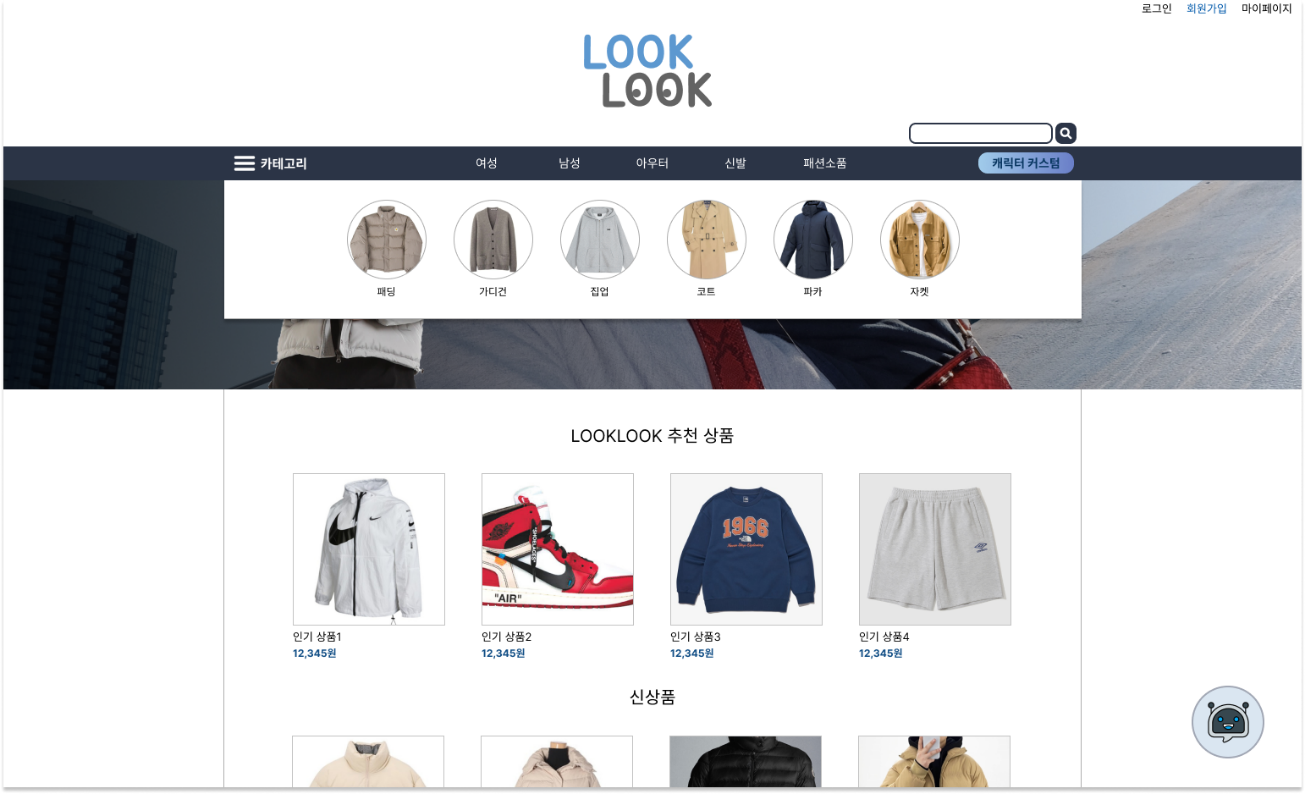 로그인 회원가입 마이페이지
LOOK
LOOK
카테고리 여성 남성 아우터 신발 패션소품 캐릭터 커스텀
패딩 가디건 집업 코트 파카 자켓
LOOKLOOK 추천 상품
1966
"AIR"
인기 상품1 인기 상품2 인기 상품3 인기 상품4
12,345원 12,345원 12,345원 12,345원
신상품